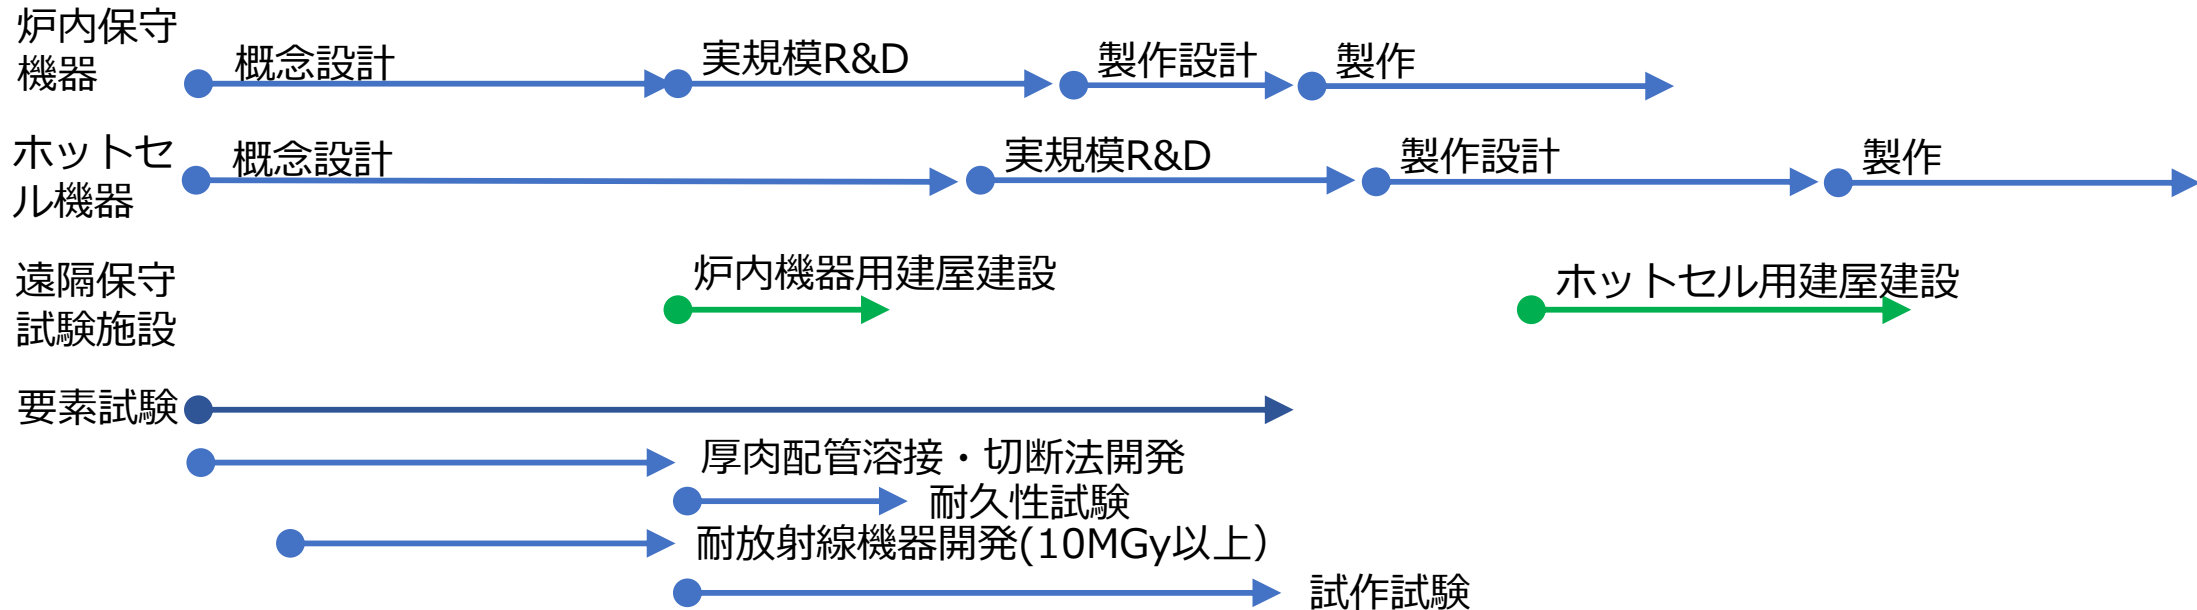 炉内保守
機器
概念設計
実規模R&D
製作設計
製作
ホットセ
ル機器
概念設計
実規模R&D
製作設計
製作
遠隔保守
試験施設
炉内機器用建屋建設
ホットセル用建屋建設
要素試験
厚肉配管溶接・切断法開発
耐久性試験
耐放射線機器開発(10MGy以上）
試作試験